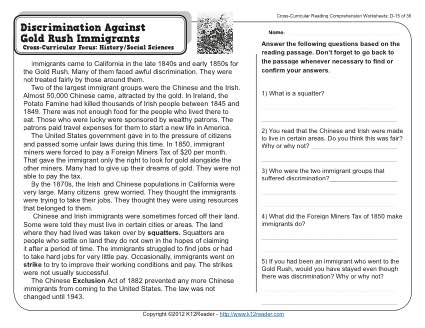 Cross-Curricular Reading Comprehension Worksheets: D-15 of 36
Discrimination Against
Gold Rush Immigrants
Cross-Curricular Focus: History/Social Sciences
immigrants came to California in the late 1840s and early 1850s for
the Gold Rush. Many of them faced awful discrimination. They were
not treated fairly by those around them.
Two of the largest immigrant groups were the Chinese and the Irish.
Almost 50,000 Chinese came, attracted by the gold. In Ireland, the
Potato Famine had killed thousands of Irish people between 1845 and
1849. There was not enough food for the people who lived there to
eat. Those who were lucky were sponsored by wealthy patrons. The
patrons paid travel expenses for them to start a new life in America.
The United States government gave in to the pressure of citizens
and passed some unfair laws during this time. In 1850, immigrant
miners were forced to pay a Foreign Miners Tax of $20 per month.
That gave the immigrant only the right to look for gold alongside the
other miners. Many had to give up their dreams of gold. They were not
able to pay the tax.
By the 1870s, the Irish and Chinese populations in California were
very large. Many citizens grew worried. They thought the immigrants
were trying to take their jobs. They thought they were using resources
that belonged to them.
Chinese and Irish immigrants were sometimes forced off their land.
Some were told they must live in certain cities or areas. The land
where they had lived was taken over by squatters. Squatters are
people who settle on land they do not own in the hopes of claiming
it after a period of time. The immigrants struggled to find jobs or had
to take hard jobs for very little pay. Occasionally, immigrants went on
strike to try to improve their working conditions and pay. The strikes
were not usually successful.
The Chinese Exclusion Act of 1882 prevented any more Chinese
immigrants from coming to the United States. The law was not
changed until 1943.
Name:
Answer the following questions based on the
reading passage. Don't forget to go back to
the passage whenever necessary to find or
confirm your answers.
1) What is a squatter?
2) You read that the Chinese and Irish were made
to live in certain areas. Do you think this was fair?
Why or why not?
3) Who were the two immigrant groups that
suffered discrimination?
4) What did the Foreign Miners Tax of 1850 make
immigrants do?
5) If you had been an immigrant who went to the
Gold Rush, would you have stayed even though
there was discrimination? Why or why not?
Copyright ©2012 K12Reader - http://www.k12reader.com